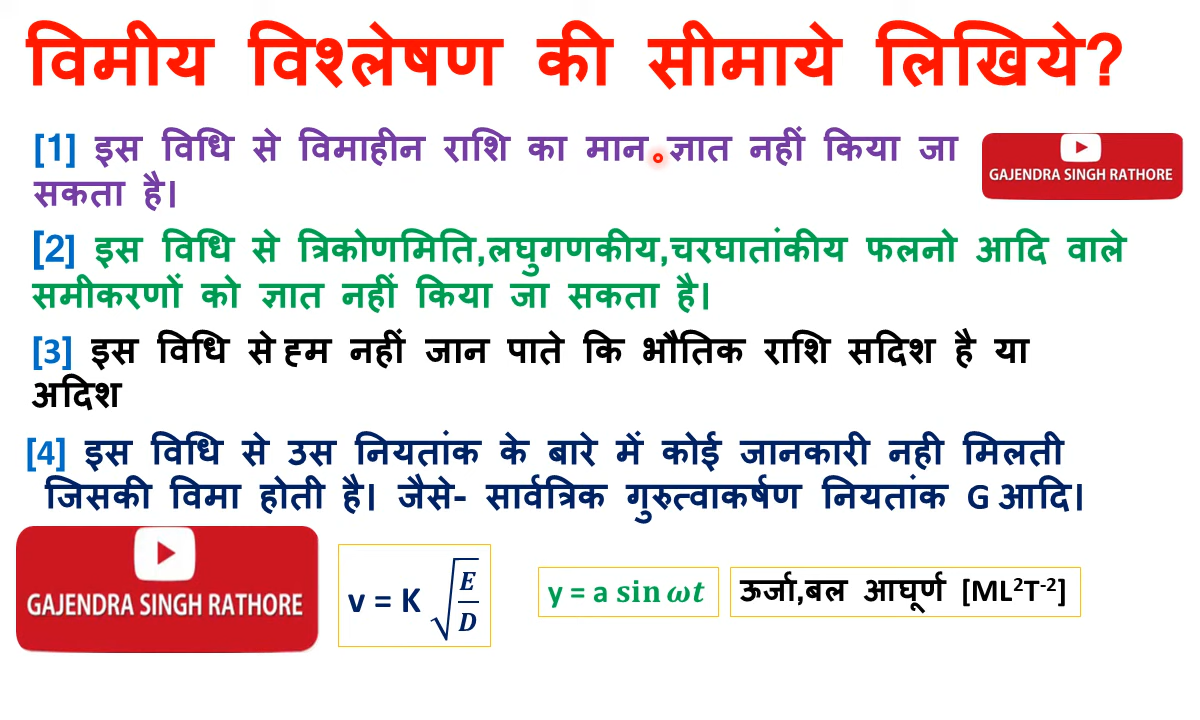 विमीय विश्लेषण की सीमाये लिखिये?
[1] इस विधि से विमाहीन राशि का मान ज्ञात नहीं किया जा
सकता है।
GAJENDRA SINGH RATHORE
[2] इस विधि से त्रिकोणमिति,लघुगणकीय,चरघातांकीय फलनो आदि वाले
समीकरणों को ज्ञात नहीं किया जा सकता है।
[3] इस विधि से ह्म नहीं जान पाते कि भौतिक राशि सदिश है या
अदिश
[4] इस विधि से उस नियतांक के बारे में कोई जानकारी नही मिलती
जिसकी विमा होती है। जैसे- सार्वत्रिक गुरुत्वाकर्षण नियतांक G आदि।
GAJENDRA SINGH RATHORE
v = K √(E/D)
y = a sin ωt
ऊर्जा,बल आघूर्ण [ML²T⁻²]